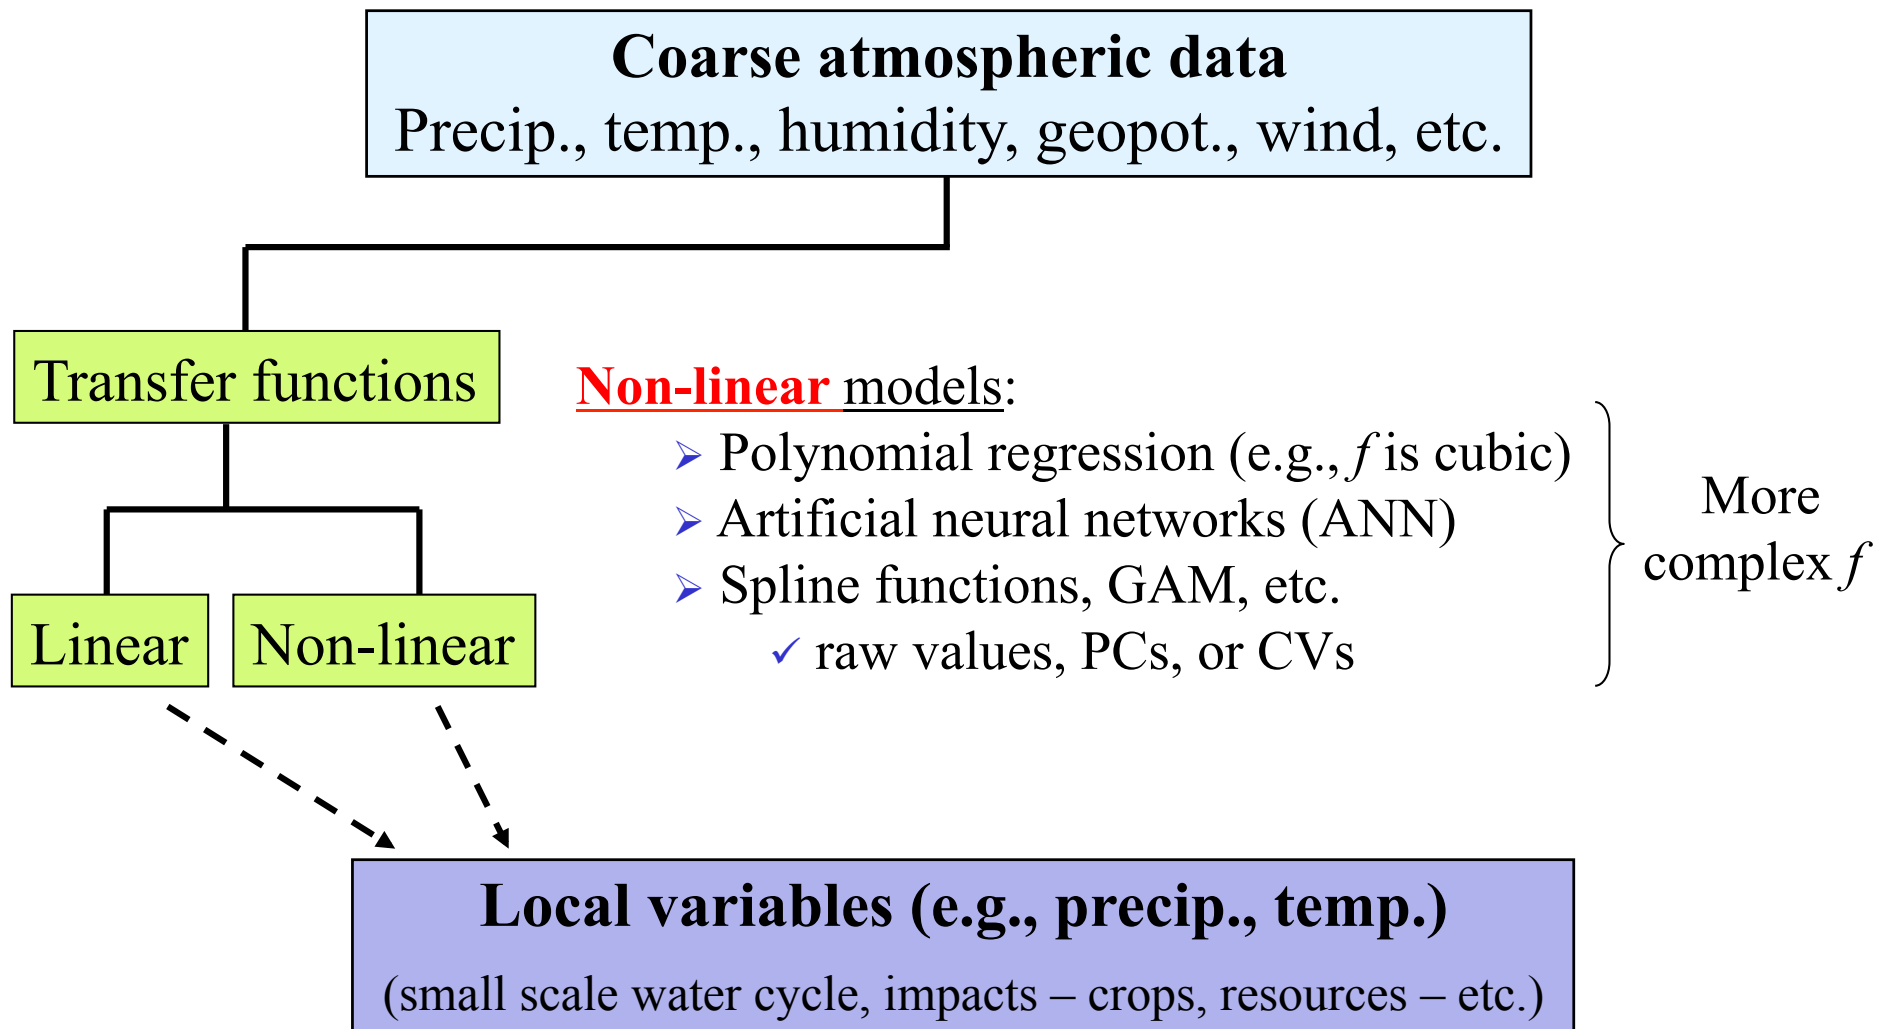 Coarse atmospheric data
Precip., temp., humidity, geopot., wind, etc.
Transfer functions
Non-linear models:
Polynomial regression (e.g., f is cubic)
Artificial neural networks (ANN)
Spline functions, GAM, etc.
✓ raw values, PCs, or CVs
More
complex f
Linear
Non-linear
Local variables (e.g., precip., temp.)
(small scale water cycle, impacts – crops, resources – etc.)